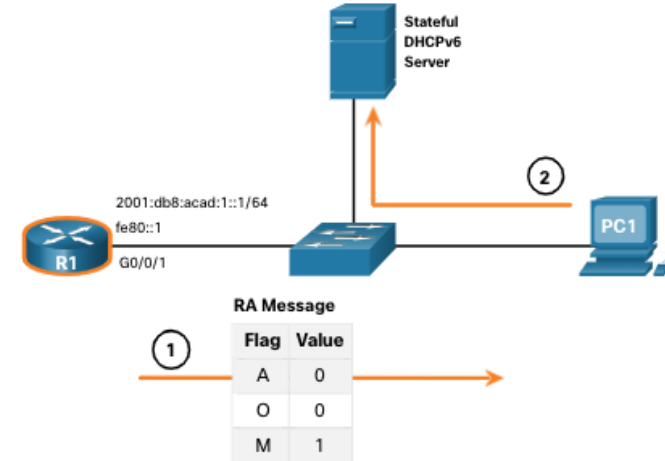 Stateful
DHCPv6
Server
2
2001:db8:acad:1::1/64
fe80::1
PC1
R1
G0/0/1
RA Message
1
Flag Value
A 0
O 0
M 1